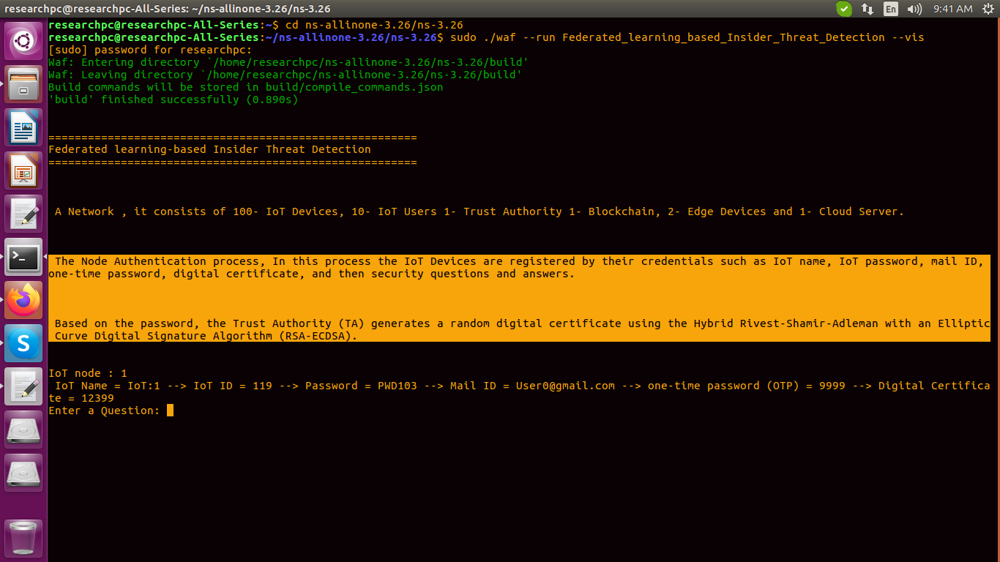 researchpc@researchpc-All-Series: ~/ns-allinone-3.26/ns-3.26
En
9:41 AM
researchpc@researchpc-All-Series:~$ cd ns-allinone-3.26/ns-3.26
researchpc@researchpc-All-Series:~/ns-allinone-3.26/ns-3.26$ sudo ./waf --run Federated_learning_based_Insider_Threat_Detection --vis
[sudo] password for researchpc:
Waf: Entering directory `/home/researchpc/ns-allinone-3.26/ns-3.26/build'
Waf: Leaving directory `/home/researchpc/ns-allinone-3.26/ns-3.26/build'
Build commands will be stored in build/compile_commands.json
'build' finished successfully (0.890s)
========================================================
Federated learning-based Insider Threat Detection
========================================================
A Network , it consists of 100- IoT Devices, 10- IoT Users 1- Trust Authority 1- Blockchain, 2- Edge Devices and 1- Cloud Server.
The Node Authentication process, In this process the IoT Devices are registered by their credentials such as IoT name, IoT password, mail ID,
one-time password, digital certificate, and then security questions and answers.
Based on the password, the Trust Authority (TA) generates a random digital certificate using the Hybrid Rivest-Shamir-Adleman with an Elliptic
Curve Digital Signature Algorithm (RSA-ECDSA).
IoT node : 1
IoT Name = IoT:1 --> IoT ID = 119 --> Password = PWD103 --> Mail ID = User0@gmail.com --> one-time password (OTP) = 9999 --> Digital Certifica
te = 12399
Enter a Question:
>_
S